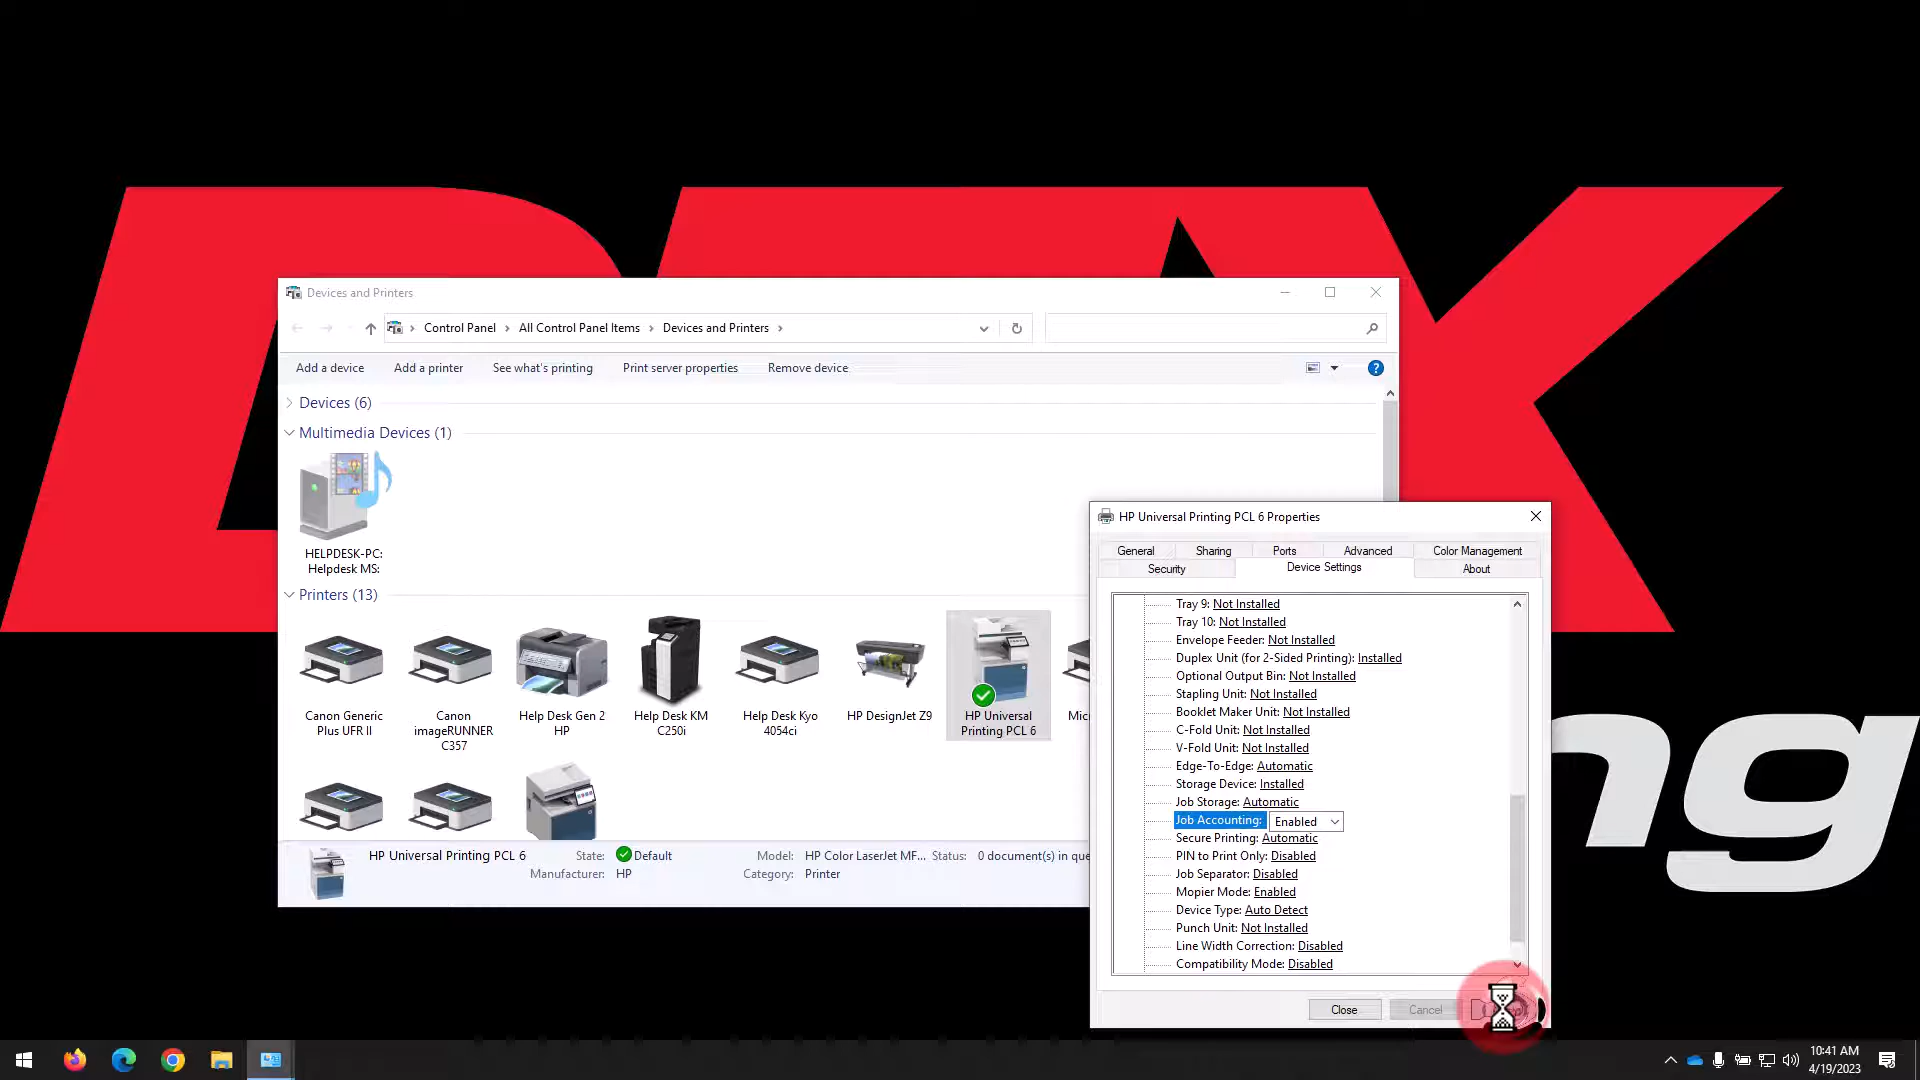 ng
Devices and Printers
Control Panel
All Control Panel Items
Devices and Printers
Add a device
Add a printer
See what's printing
Print server properties
Remove device
?
Devices (6)
Multimedia Devices (1)
HELPDESK-PC:
Helpdesk MS:
Printers (13)
Canon Generic
Plus UFR II
Canon
imageRUNNER
C357
Help Desk Gen 2
HP
Help Desk KM
C250i
Help Desk Kyo
4054ci
HP DesignJet Z9
HP Universal
Printing PCL 6
Mic
HP Universal Printing PCL 6
State: Default
Manufacturer: HP
Model: HP Color LaserJet MF...
Category: Printer
Status: 0 document(s) in que
HP Universal Printing PCL 6 Properties
General
Sharing
Ports
Advanced
Color Management
Security
Device Settings
About
Tray 9: Not Installed
Tray 10: Not Installed
Envelope Feeder: Not Installed
Duplex Unit (for 2-Sided Printing): Installed
Optional Output Bin: Not Installed
Stapling Unit: Not Installed
Booklet Maker Unit: Not Installed
C-Fold Unit: Not Installed
V-Fold Unit: Not Installed
Edge-To-Edge: Automatic
Storage Device: Installed
Job Storage: Automatic
Job Accounting: Enabled
Secure Printing: Automatic
PIN to Print Only: Disabled
Job Separator: Disabled
Mopier Mode: Enabled
Device Type: Auto Detect
Punch Unit: Not Installed
Line Width Correction: Disabled
Compatibility Mode: Disabled
Close
Cancel
10:41 AM
4/19/2023